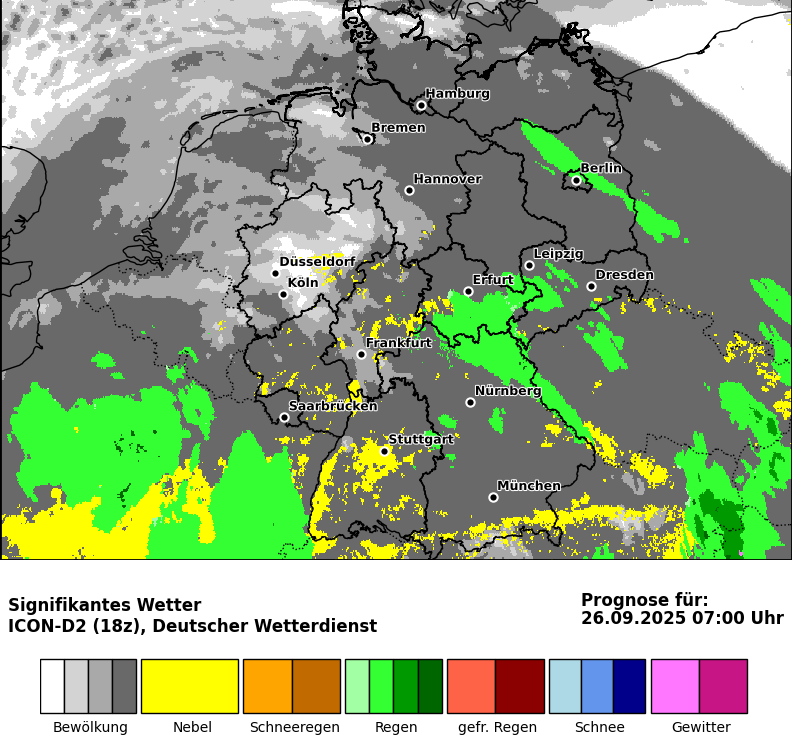 Hamburg
Bremen
Berlin
Hannover
Leipzig
Düsseldorf
Dresden
Erfurt
Köln
Frankfurt
Nürnberg
Saarbrücken
Stuttgart
München
Signifikantes Wetter
ICON-D2 (18z), Deutscher Wetterdienst
Prognose für:
26.09.2025 07:00 Uhr
Bewölkung Nebel Schneeregen Regen gefr. Regen Schnee Gewitter